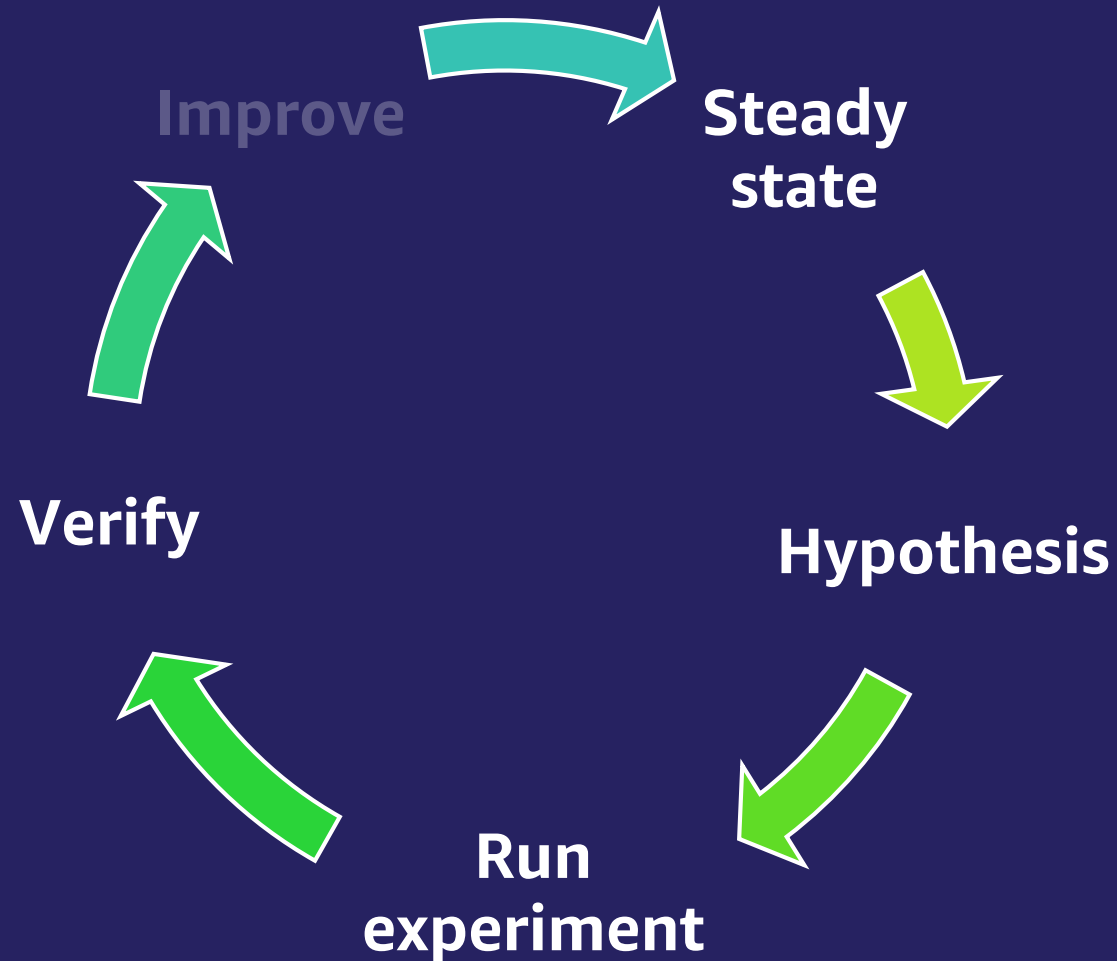 Improve
Steady
state
Verify
Hypothesis
Run
experiment